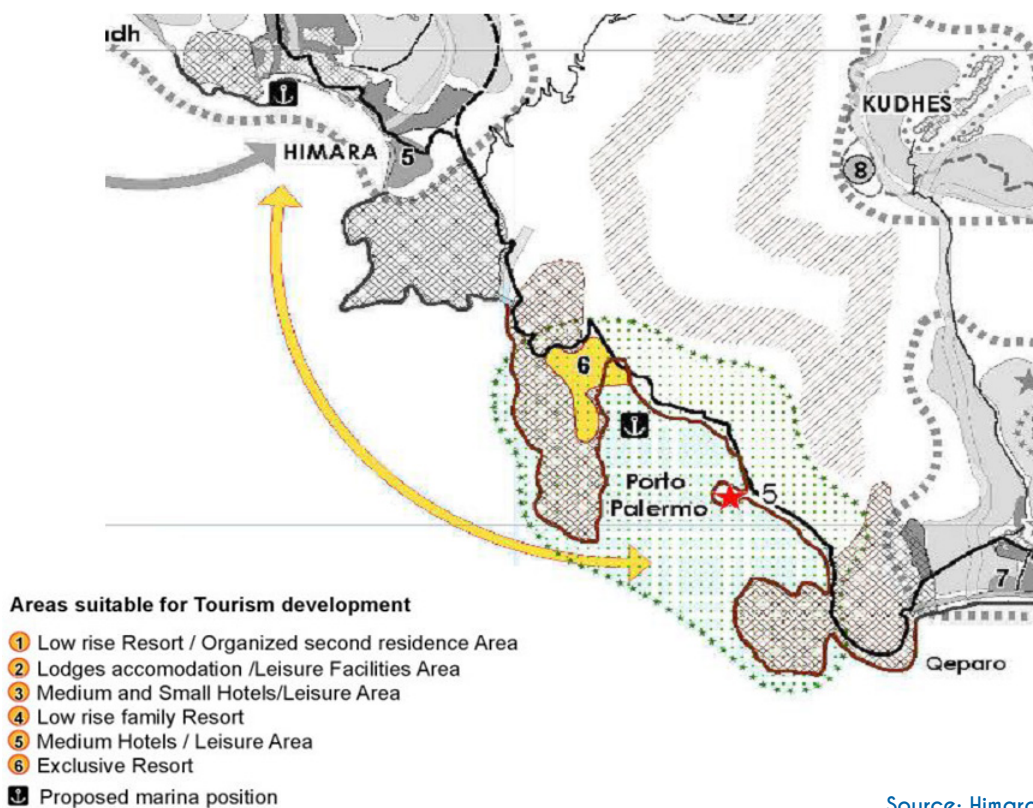 KUDHES
8
HIMARA
5
6
Porto
Palermo
5
7
Qeparo
Areas suitable for Tourism development
1 Low rise Resort / Organized second residence Area
2 Lodges accomodation /Leisure Facilities Area
3 Medium and Small Hotels/Leisure Area
4 Low rise family Resort
5 Medium Hotels / Leisure Area
6 Exclusive Resort
Proposed marina position
Source: Himara